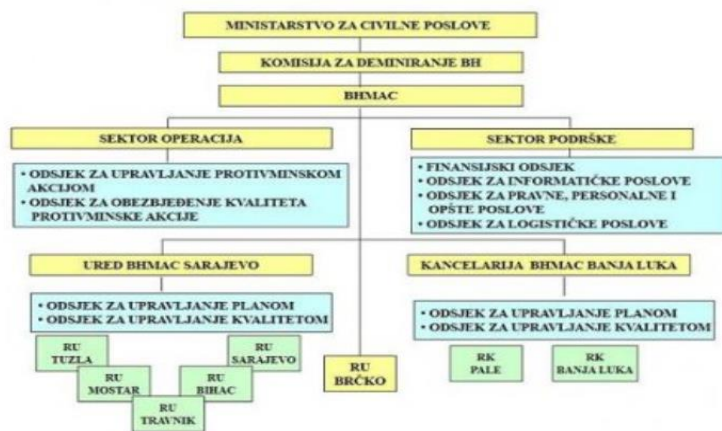 MINISTARSTVO ZA CIVILNE POSLOVE
KOMISIJA ZA DEMINIRANJE BH
BHMAC
SEKTOR OPERACIJA
SEKTOR PODRŠKE
• ODSJEK ZA UPRAVLJANJE PROTIVMINSKOM
AKCIJOM
• ODSJEK ZA OBEZBJEĐENJE KVALITETA
PROTIVMINSKE AKCIJE
• FINANSIJSKI ODSJEK
• ODSJEK ZA INFORMATIČKE POSLOVE
• ODSJEK ZA PRAVNE, PERSONALNE I
OPŠTE POSLOVE
• ODSJEK ZA LOGISTIČKE POSLOVE
URED BHMAC SARAJEVO
KANCELARIJA BHMAC BANJA LUKA
• ODSJEK ZA UPRAVLJANJE PLANOM
• ODSJEK ZA UPRAVLJANJE KVALITETOM
• ODSJEK ZA UPRAVLJANJE PLANOM
• ODSJEK ZA UPRAVLJANJE KVALITETOM
RU
TUZLA
RU
SARAJEVO
RU
MOSTAR
RU
BIHAC
RU
TRAVNIK
RU
BRČKO
RK
PALE
RK
BANJA LUKA